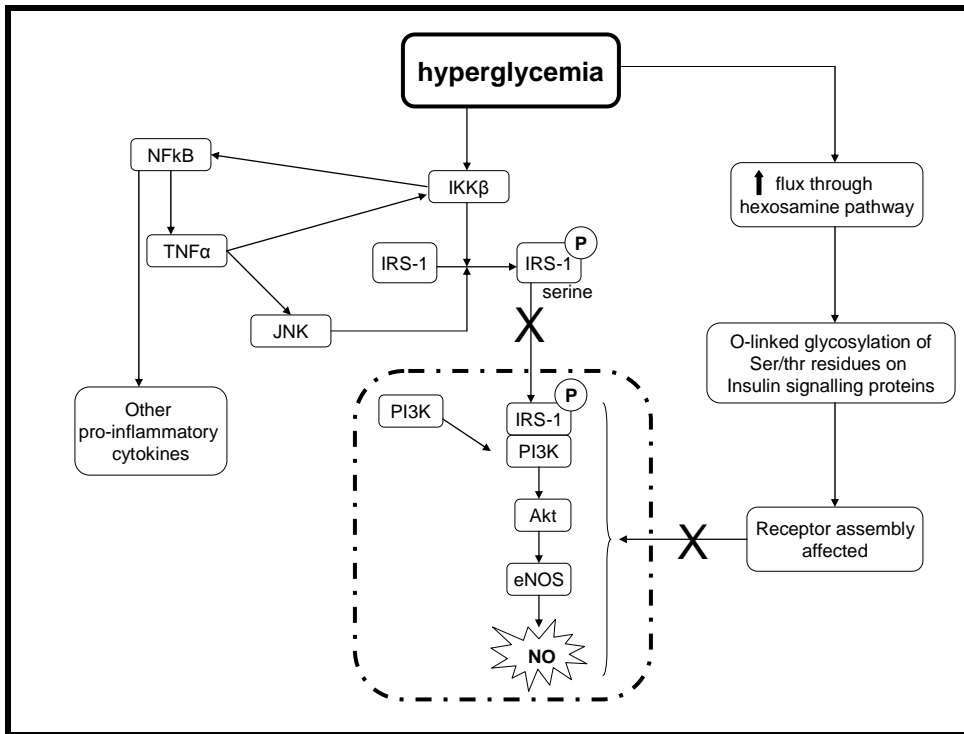 hyperglycemia
NFkB
IKKβ
flux through
hexosamine pathway
TNFα
IRS-1
IRS-1
P
serine
JNK
X
O-linked glycosylation of
Ser/thr residues on
Insulin signalling proteins
Other
pro-inflammatory
cytokines
PI3K
P
IRS-1
PI3K
Akt
Receptor assembly
affected
X
eNOS
NO